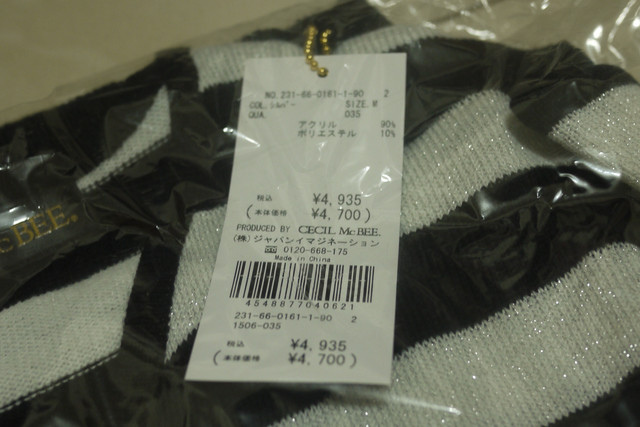 NO. 231-66-0161-1-90 2
COL. シルバー SIZE. M
QUA. 035
アクリル 90%
ポリエステル 10%
税込 ¥4,935
(本体価格 ¥4,700)
PRODUCED BY CECIL McBEE
(株)ジャパンイマジネーション
0120-668-175
Made in China
4548877040621
231-66-0161-1-90 2
1506-035
税込 ¥4,935
(本体価格 ¥4,700)
McBEE.